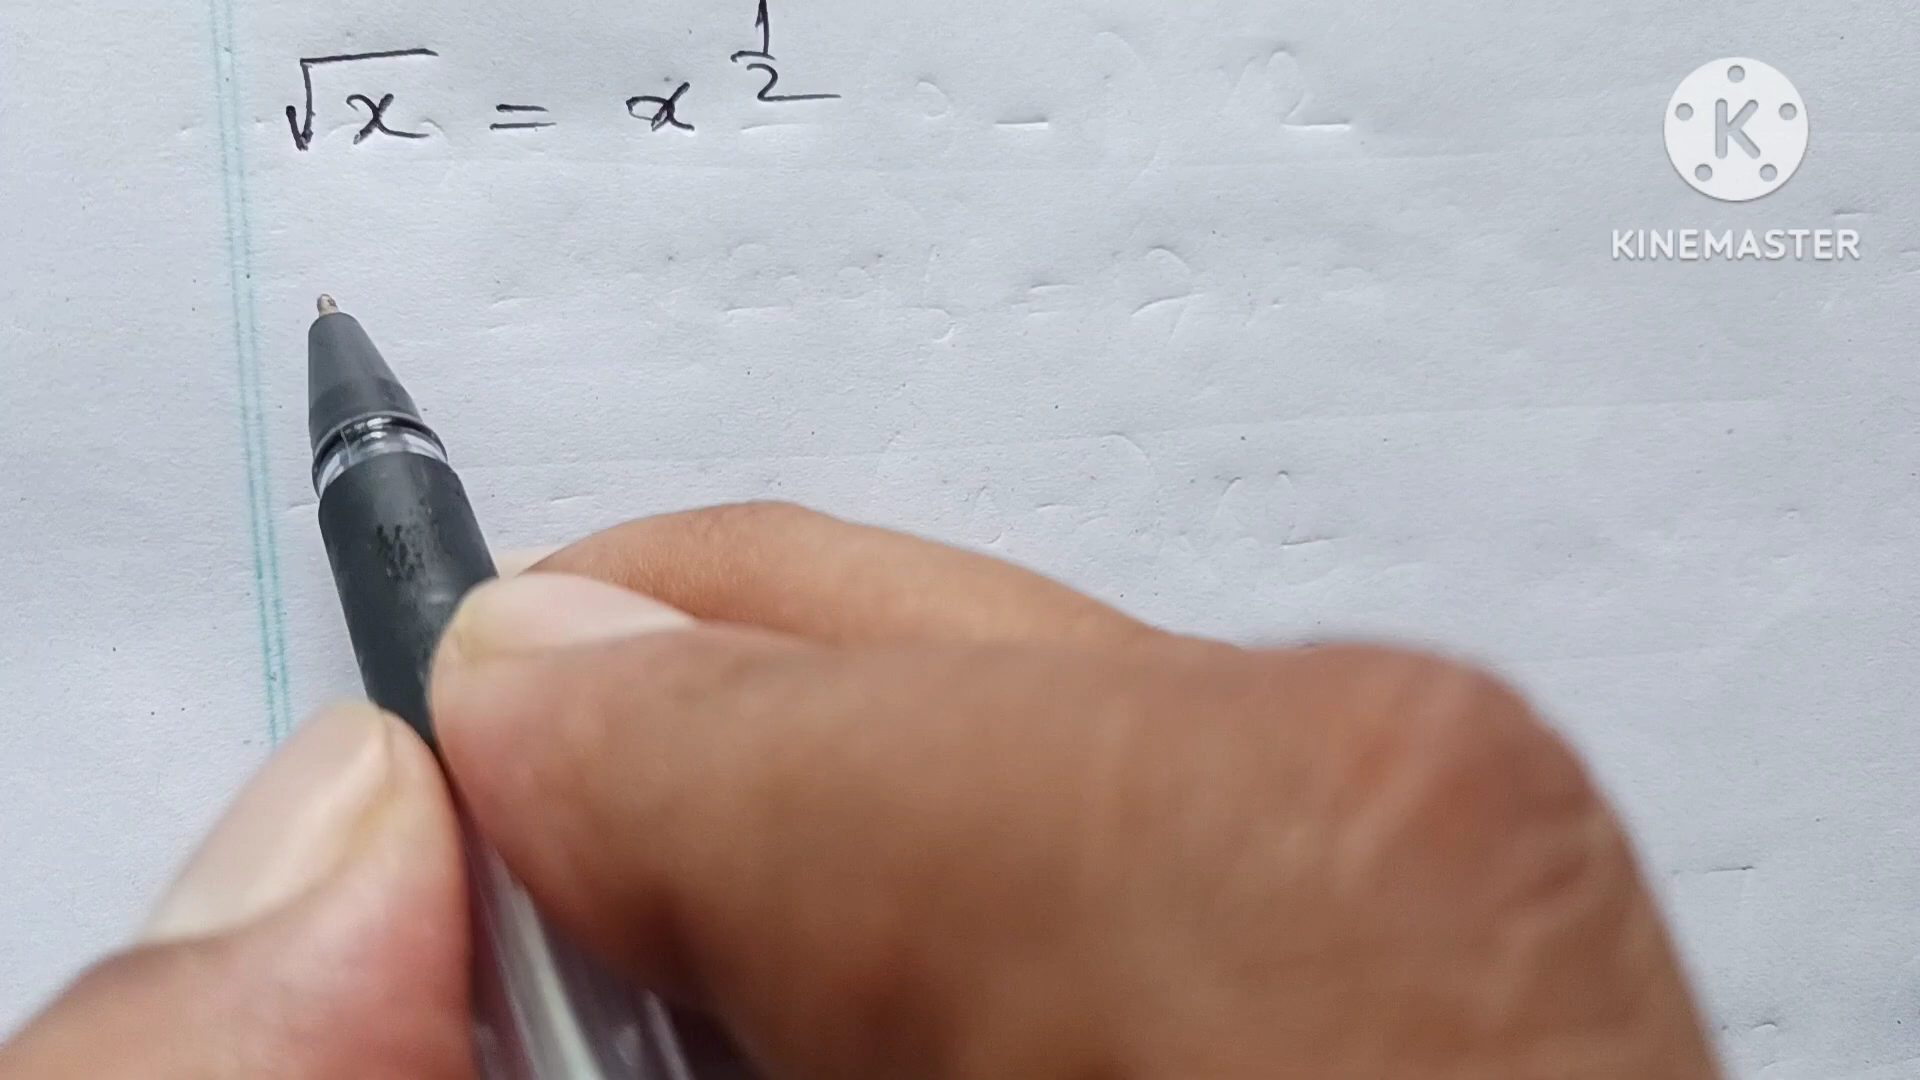 √x = x^(1/2)
K
KINEMASTER